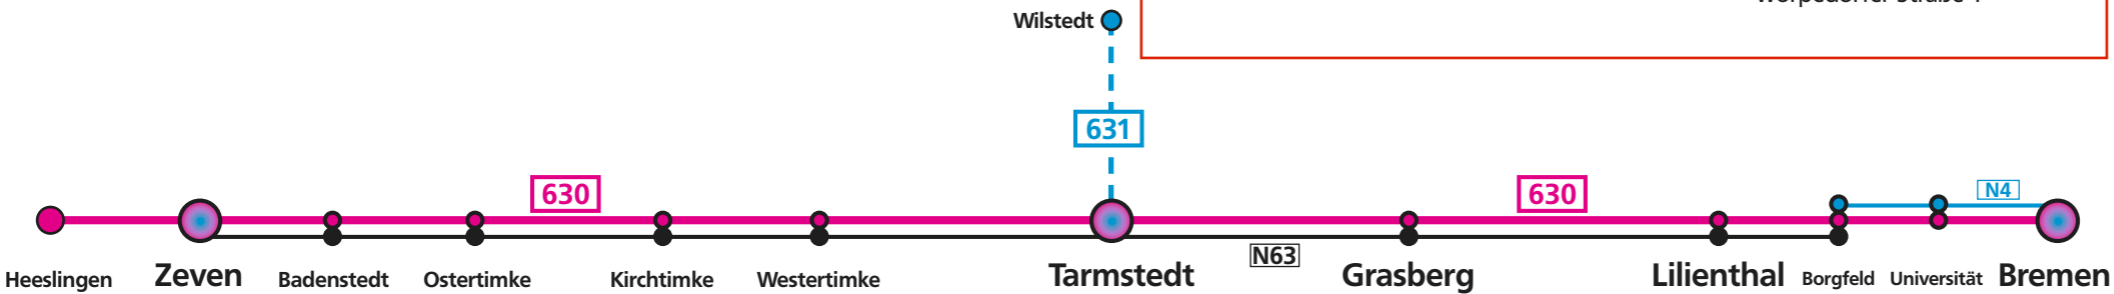 Wilstedt
631
630
630
N4
N63
Heeslingen
Zeven
Badenstedt
Ostertimke
Kirchtimke
Westertimke
Tarmstedt
Grasberg
Lilienthal
Borgfeld
Universität
Bremen